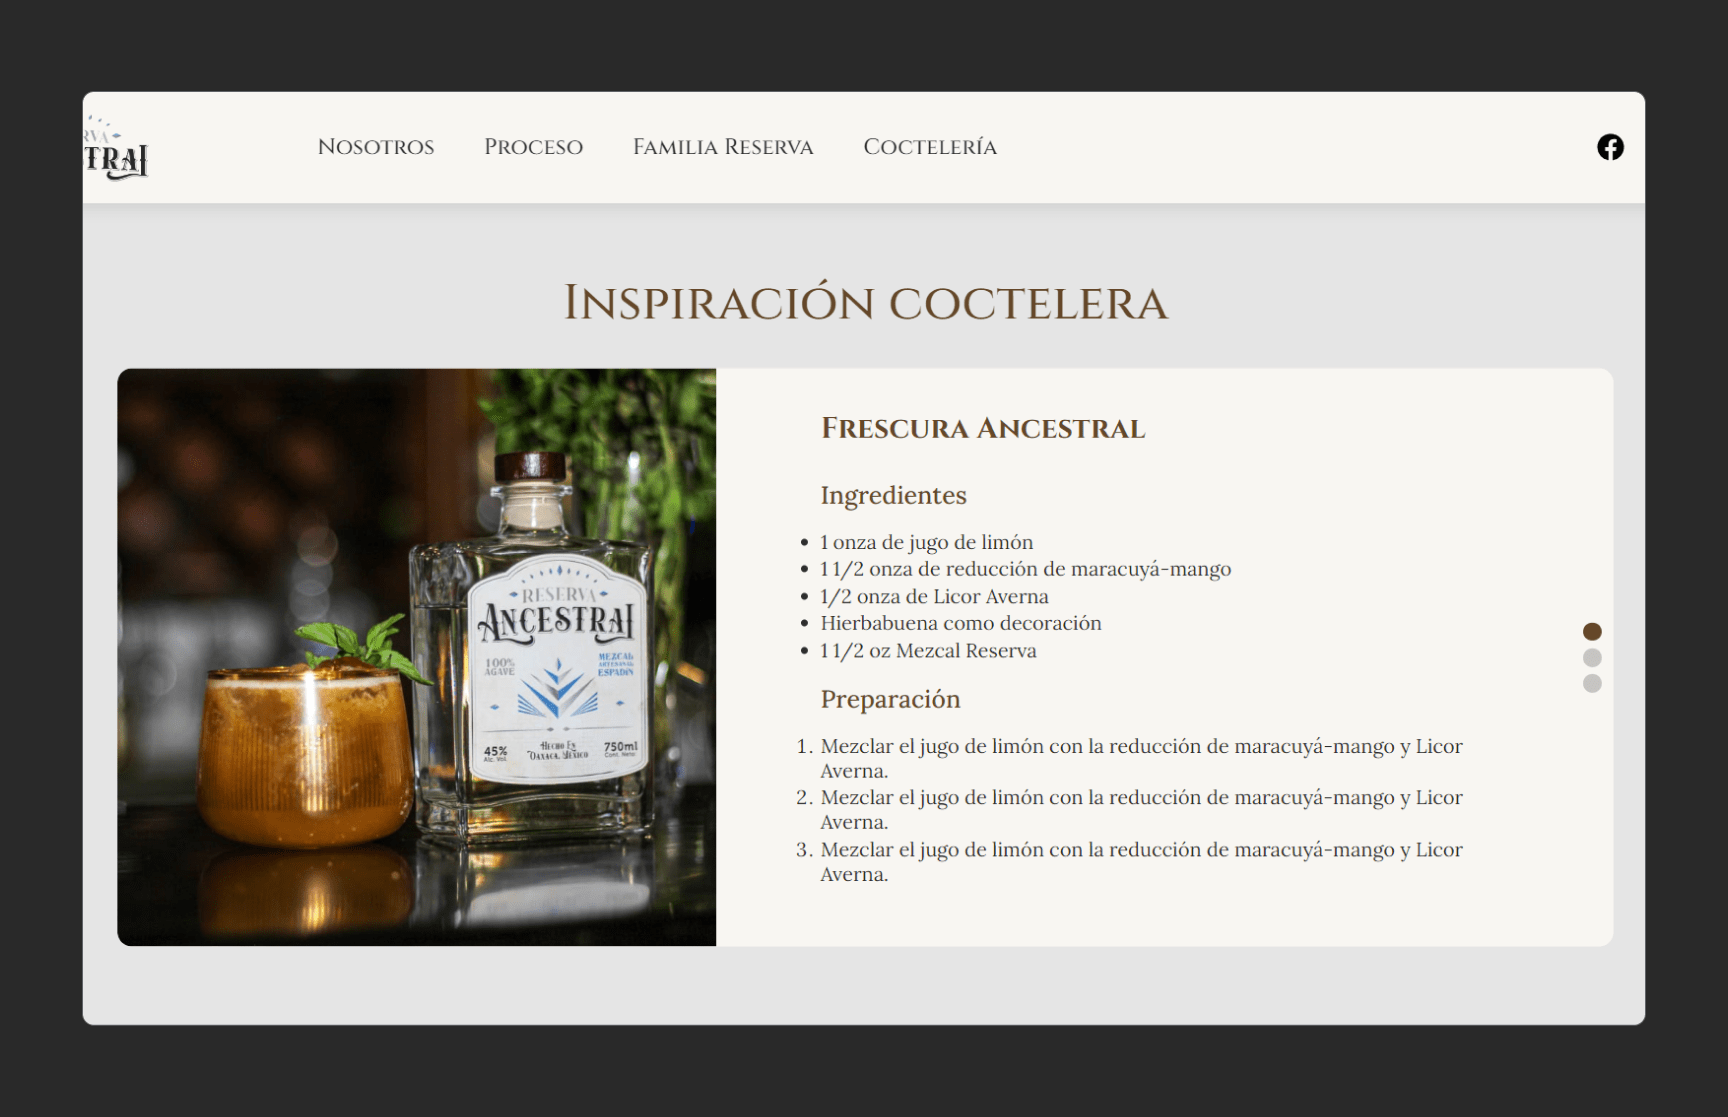 RVA
TRAL
Nosotros Proceso Familia Reserva Coctelería
Inspiración coctelera
Frescura Ancestral
Ingredientes
• 1 onza de jugo de limón
• 1 1/2 onza de reducción de maracuyá-mango
• 1/2 onza de Licor Averna
• Hierbabuena como decoración
• 1 1/2 oz Mezcal Reserva
Preparación
1. Mezclar el jugo de limón con la reducción de maracuyá-mango y Licor
Averna.
2. Mezclar el jugo de limón con la reducción de maracuyá-mango y Licor
Averna.
3. Mezclar el jugo de limón con la reducción de maracuyá-mango y Licor
Averna.
RESERVA
ANCESTRAL
100%
AGAVE
MEZCAL
ARTESANAL
ESPADÍN
45%
Alc. Vol.
Hecho En
Oaxaca, México
750ml
Cont. Neto